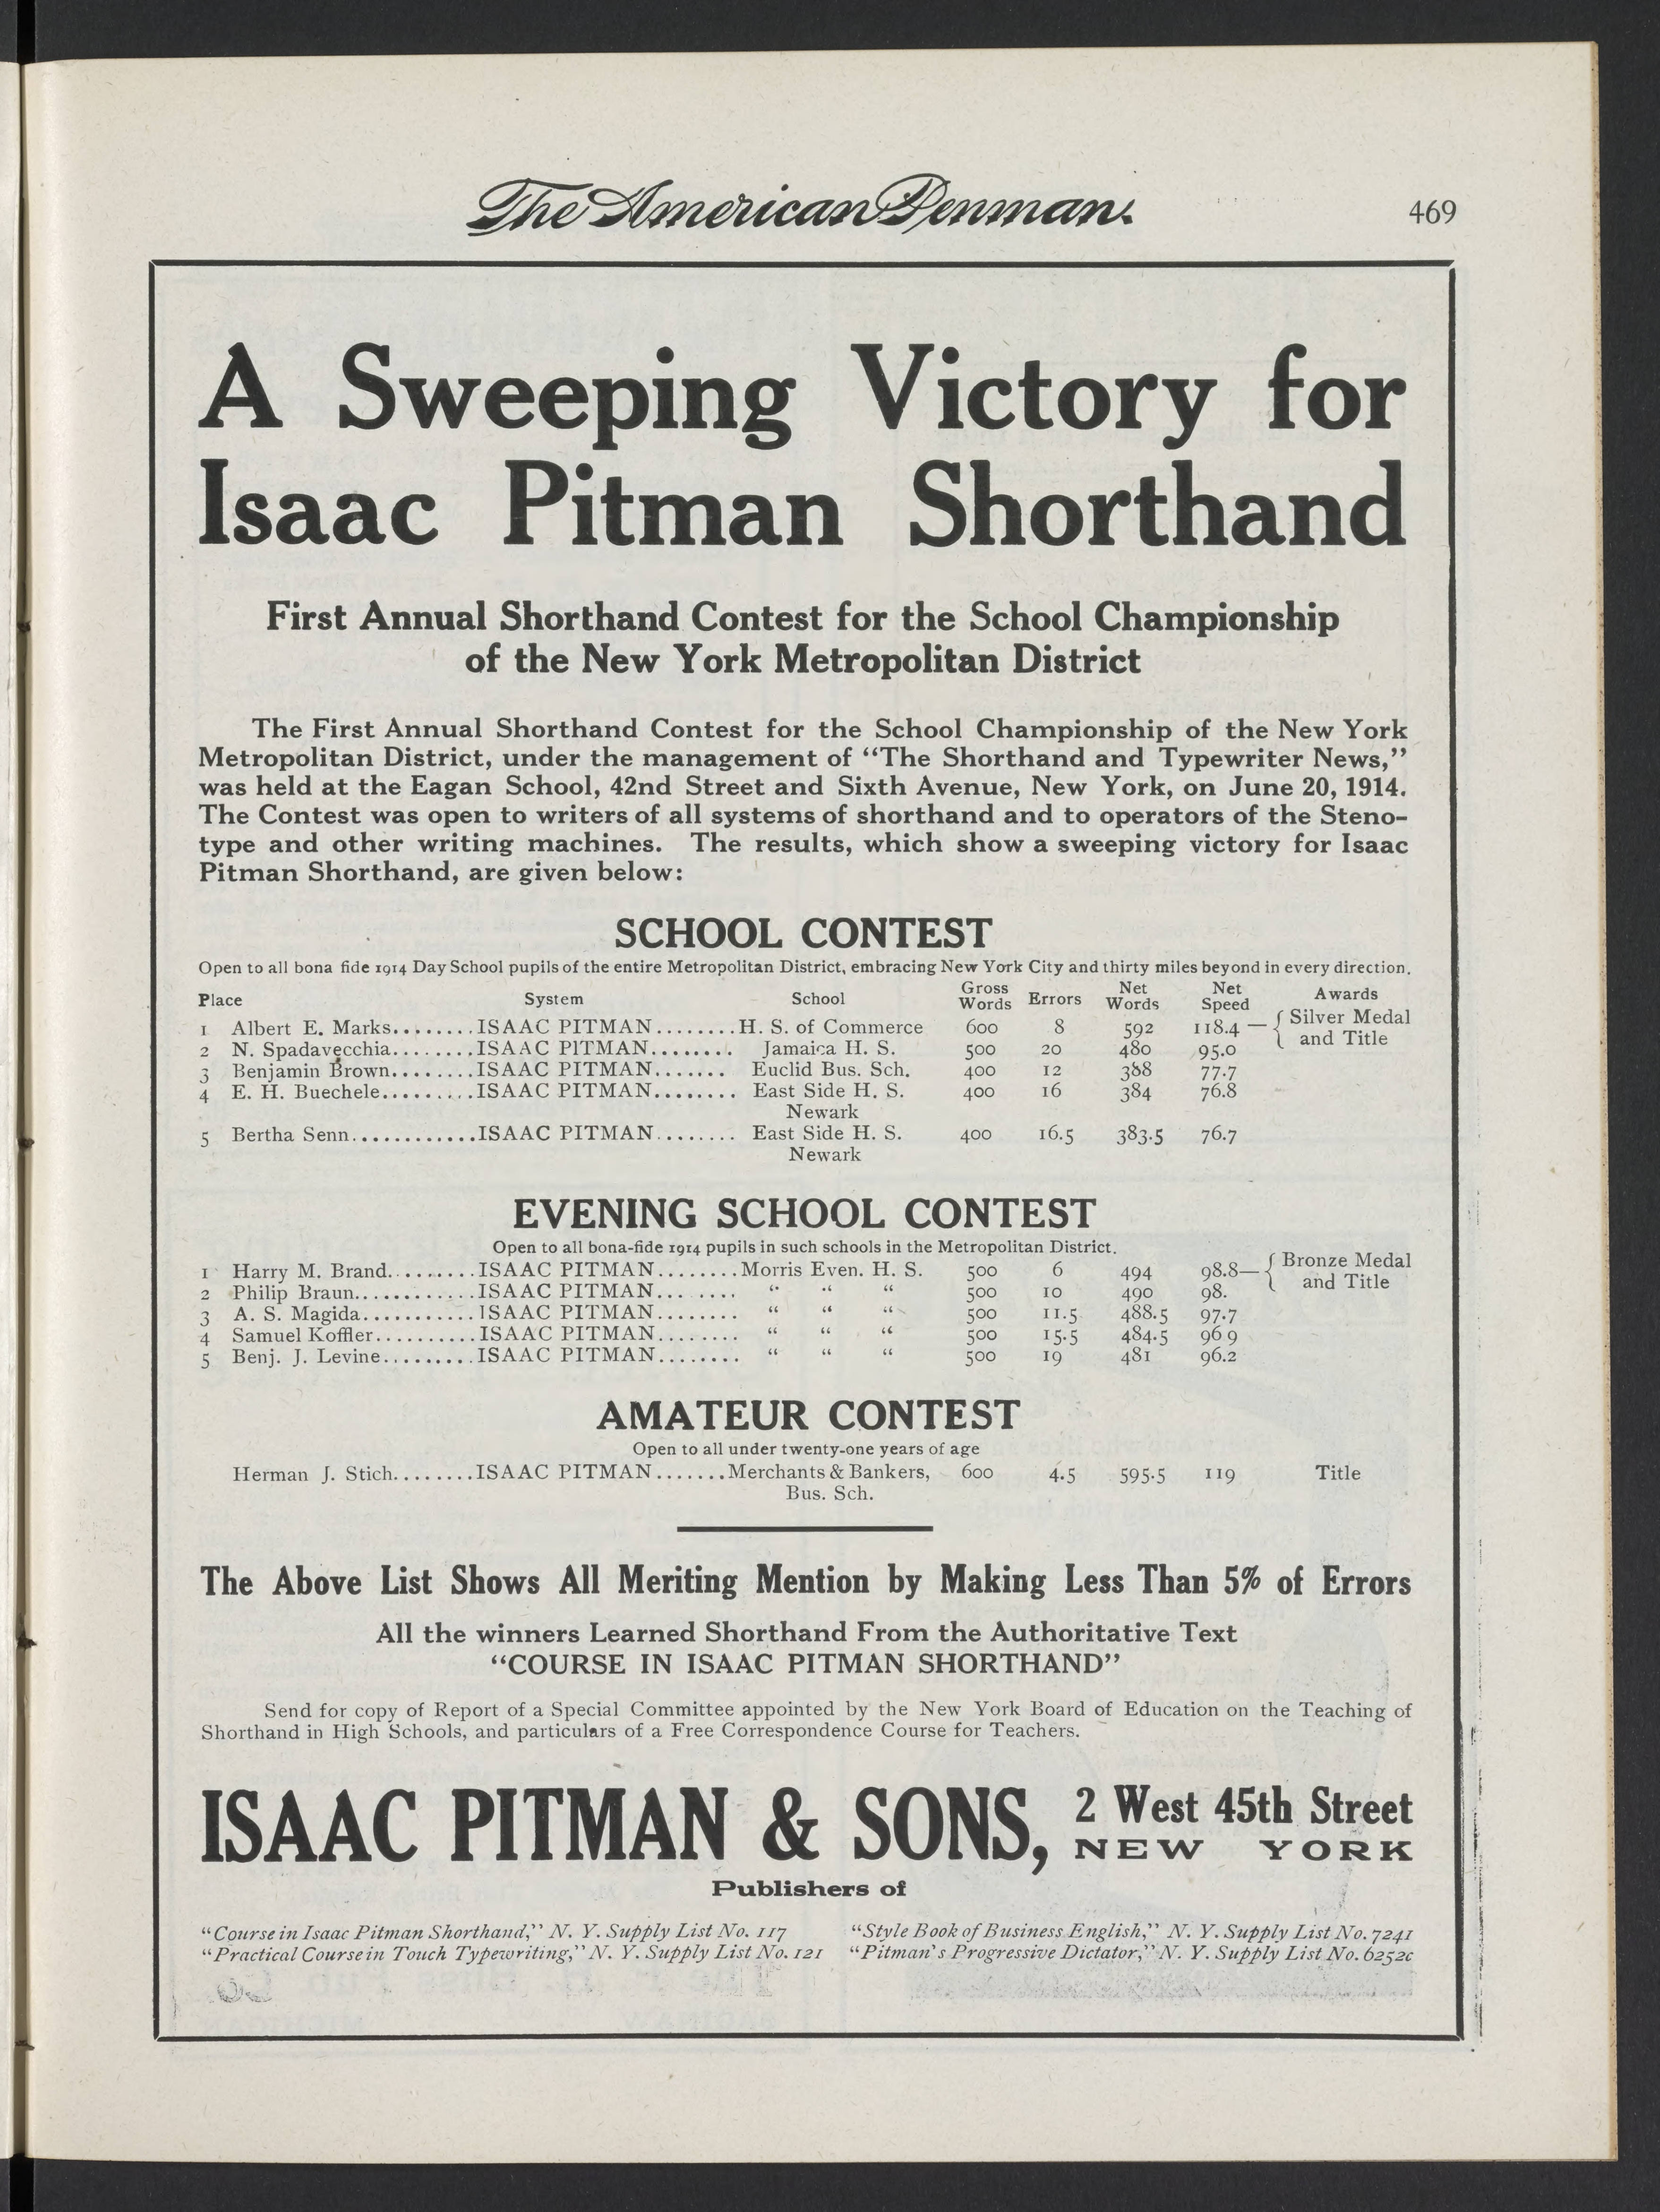 The American Penman.
469
A Sweeping Victory for
Isaac Pitman Shorthand
First Annual Shorthand Contest for the School Championship
of the New York Metropolitan District
The First Annual Shorthand Contest for the School Championship of the New York
Metropolitan District, under the management of “The Shorthand and Typewriter News,”
was held at the Eagan School, 42nd Street and Sixth Avenue, New York, on June 20, 1914.
The Contest was open to writers of all systems of shorthand and to operators of the Steno-
type and other writing machines. The results, which show a sweeping victory for Isaac
Pitman Shorthand, are given below:
SCHOOL CONTEST
Open to all bona fide 1914 Day School pupils of the entire Metropolitan District, embracing New York City and thirty miles beyond in every direction.
Place System School Gross Words Errors Net Words Net Speed Awards
1 Albert E. Marks........ISAAC PITMAN........H. S. of Commerce 600 8 592 118.4 — { Silver Medal and Title
2 N. Spadavecchia........ISAAC PITMAN........ Jamaica H. S. 500 20 480 95.0
3 Benjamin Brown........ISAAC PITMAN....... Euclid Bus. Sch. 400 12 388 77.7
4 E. H. Buechele.........ISAAC PITMAN........ East Side H. S. 400 16 384 76.8
Newark
5 Bertha Senn............ISAAC PITMAN........ East Side H. S. 400 16.5 383.5 76.7
Newark
EVENING SCHOOL CONTEST
Open to all bona-fide 1914 pupils in such schools in the Metropolitan District.
1 Harry M. Brand.........ISAAC PITMAN........Morris Even. H. S. 500 6 494 98.8— { Bronze Medal and Title
2 Philip Braun............ISAAC PITMAN........ “ “ “ 500 10 490 98.
3 A. S. Magida...........ISAAC PITMAN........ “ “ “ 500 11.5 488.5 97.7
4 Samuel Koffler..........ISAAC PITMAN........ “ “ “ 500 15.5 484.5 96 9
5 Benj. J. Levine.........ISAAC PITMAN........ “ “ “ 500 19 481 96.2
AMATEUR CONTEST
Open to all under twenty-one years of age
Herman J. Stich........ISAAC PITMAN.......Merchants & Bankers, 600 4.5 595.5 119 Title
Bus. Sch.
The Above List Shows All Meriting Mention by Making Less Than 5% of Errors
All the winners Learned Shorthand From the Authoritative Text
“COURSE IN ISAAC PITMAN SHORTHAND”
Send for copy of Report of a Special Committee appointed by the New York Board of Education on the Teaching of
Shorthand in High Schools, and particulars of a Free Correspondence Course for Teachers.
ISAAC PITMAN & SONS, 2 West 45th Street
NEW YORK
Publishers of
“Course in Isaac Pitman Shorthand,” N. Y. Supply List No. 117
“Practical Course in Touch Typewriting,” N. Y. Supply List No. 121
“Style Book of Business English,” N. Y. Supply List No. 7241
“Pitman's Progressive Dictator,” N. Y. Supply List No. 6252c